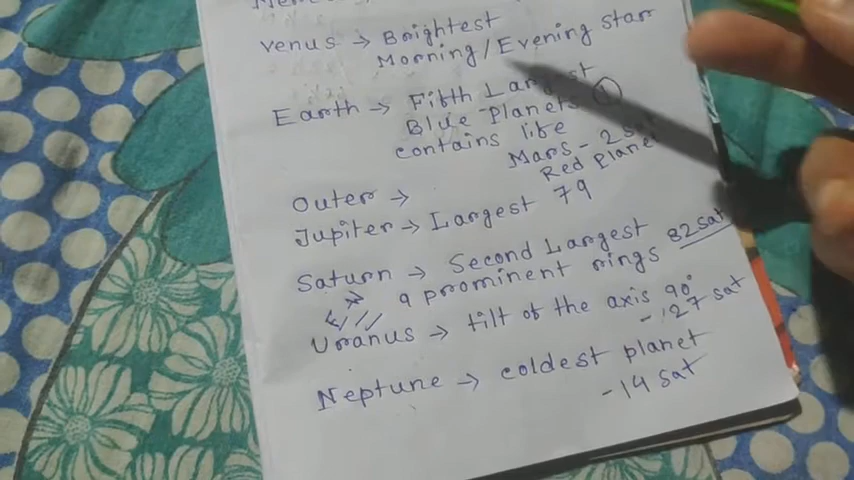 Venus → Brightest
Morning/Evening starr
Earth → Fifth Largest
Blue-Planets ①
contains life
Mars - 2 sat
Red Planet
Outer →
Jupiter → Largest 79
Saturn → Second Largest
9 prominent rings 82 sat
Uranus → tilt of the axis 90°
- 27 sat
Neptune → coldest planet
- 14 sat